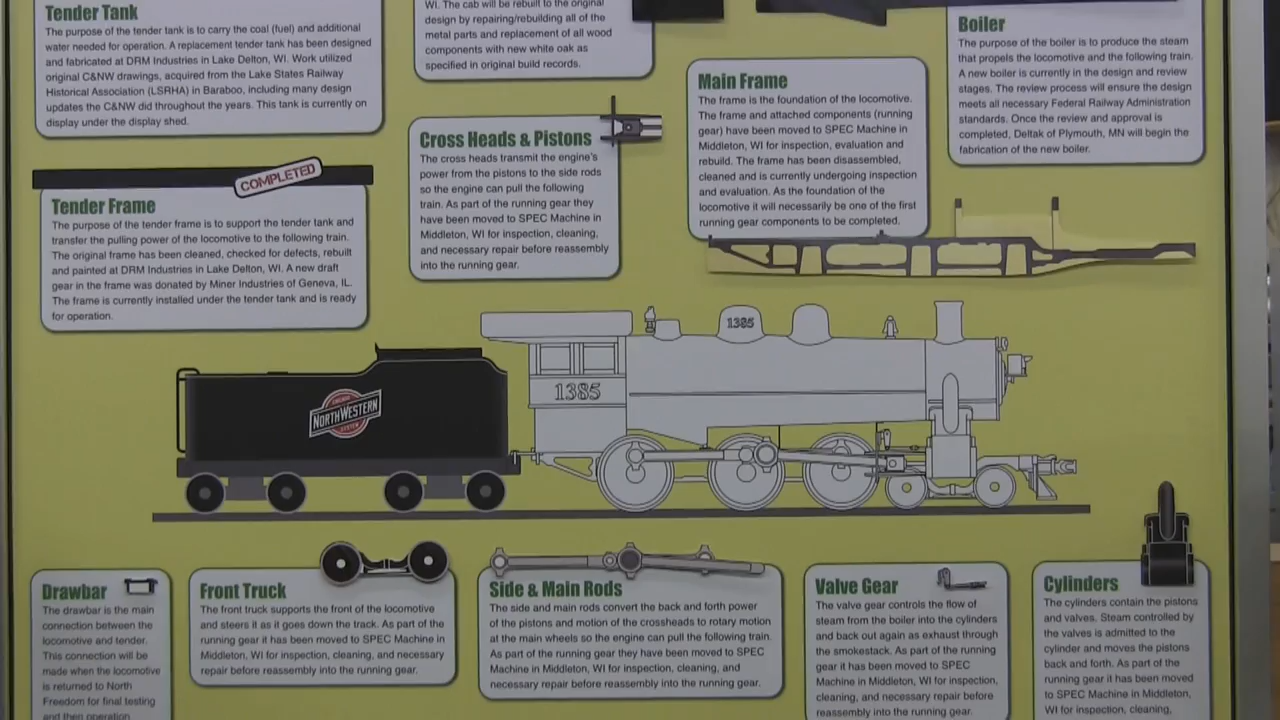 Tender Tank
The purpose of the tender tank is to carry the coal (fuel) and additional
water needed for operation. A replacement tender tank has been designed
and fabricated at DRM Industries in Lake Delton, WI. Work utilized
original C&NW drawings, acquired from the Lake States Railway
Historical Association (LSRHA) in Baraboo, including many design
updates the C&NW did throughout the years. This tank is currently on
display under the display shed.
WI. The cab will be rebuilt to the original
design by repairing/rebuilding all of the
metal parts and replacement of all wood
components with new white oak as
specified in original build records.
Boiler
The purpose of the boiler is to produce the steam
that propels the locomotive and the following train.
A new boiler is currently in the design and review
stages. The review process will ensure the design
meets all necessary Federal Railway Administration
standards. Once the review and approval is
completed, Deltak of Plymouth, MN will begin the
fabrication of the new boiler.
Main Frame
The frame is the foundation of the locomotive.
The frame and attached components (running
gear) have been moved to SPEC Machine in
Middleton, WI for inspection, evaluation and
rebuild. The frame has been disassembled,
cleaned and is currently undergoing inspection
and evaluation. As the foundation of the
locomotive it will necessarily be one of the first
running gear components to be completed.
Cross Heads & Pistons
The cross heads transmit the engine's
power from the pistons to the side rods
so the engine can pull the following
train. As part of the running gear they
have been moved to SPEC Machine in
Middleton, WI for inspection, cleaning,
and necessary repair before reassembly
into the running gear.
COMPLETED
Tender Frame
The purpose of the tender frame is to support the tender tank and
transfer the pulling power of the locomotive to the following train.
The original frame has been cleaned, checked for defects, rebuilt
and painted at DRM Industries in Lake Delton, WI. A new draft
gear in the frame was donated by Miner Industries of Geneva, IL.
The frame is currently installed under the tender tank and is ready
for operation.
1385
1385
CHICAGO
NORTHWESTERN
SYSTEM
Drawbar
The drawbar is the main
connection between the
locomotive and tender.
This connection will be
made when the locomotive
is returned to North
Freedom for final testing
and then operation
Front Truck
The front truck supports the front of the locomotive
and steers it as it goes down the track. As part of the
running gear it has been moved to SPEC Machine in
Middleton, WI for inspection, cleaning, and necessary
repair before reassembly into the running gear.
Side & Main Rods
The side and main rods convert the back and forth power
of the pistons and motion of the crossheads to rotary motion
at the main wheels so the engine can pull the following train.
As part of the running gear they have been moved to SPEC
Machine in Middleton, WI for inspection, cleaning, and
necessary repair before reassembly into the running gear.
Valve Gear
The valve gear controls the flow of
steam from the boiler into the cylinders
and back out again as exhaust through
the smokestack. As part of the running
gear it has been moved to SPEC
Machine in Middleton, WI for inspection,
cleaning, and necessary repair before
reassembly into the running gear.
Cylinders
The cylinders contain the pistons
and valves. Steam controlled by
the valves is admitted to the
cylinder and moves the pistons
back and forth. As part of the
running gear it has been moved
to SPEC Machine in Middleton,
WI for inspection, cleaning,